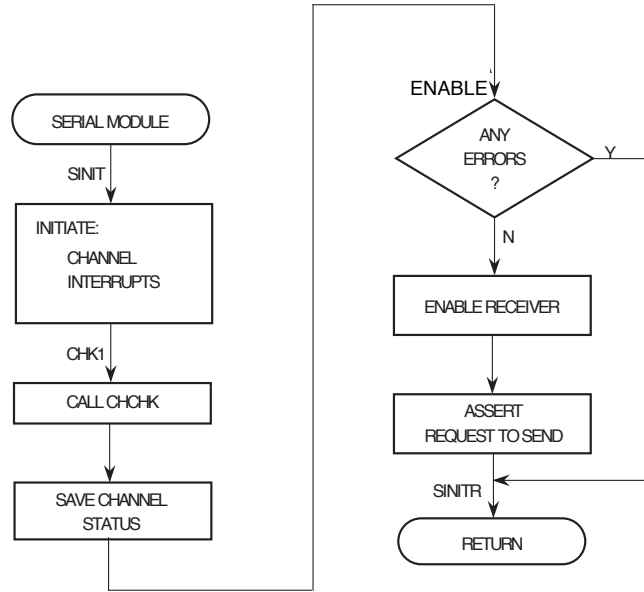 SERIAL MODULE
SINIT
INITIATE:
CHANNEL
INTERRUPTS
CHK1
CALL CHCHK
SAVE CHANNEL
STATUS
ENABLE
ANY
ERRORS
?
Y
N
ENABLE RECEIVER
ASSERT
REQUEST TO SEND
SINITR
RETURN